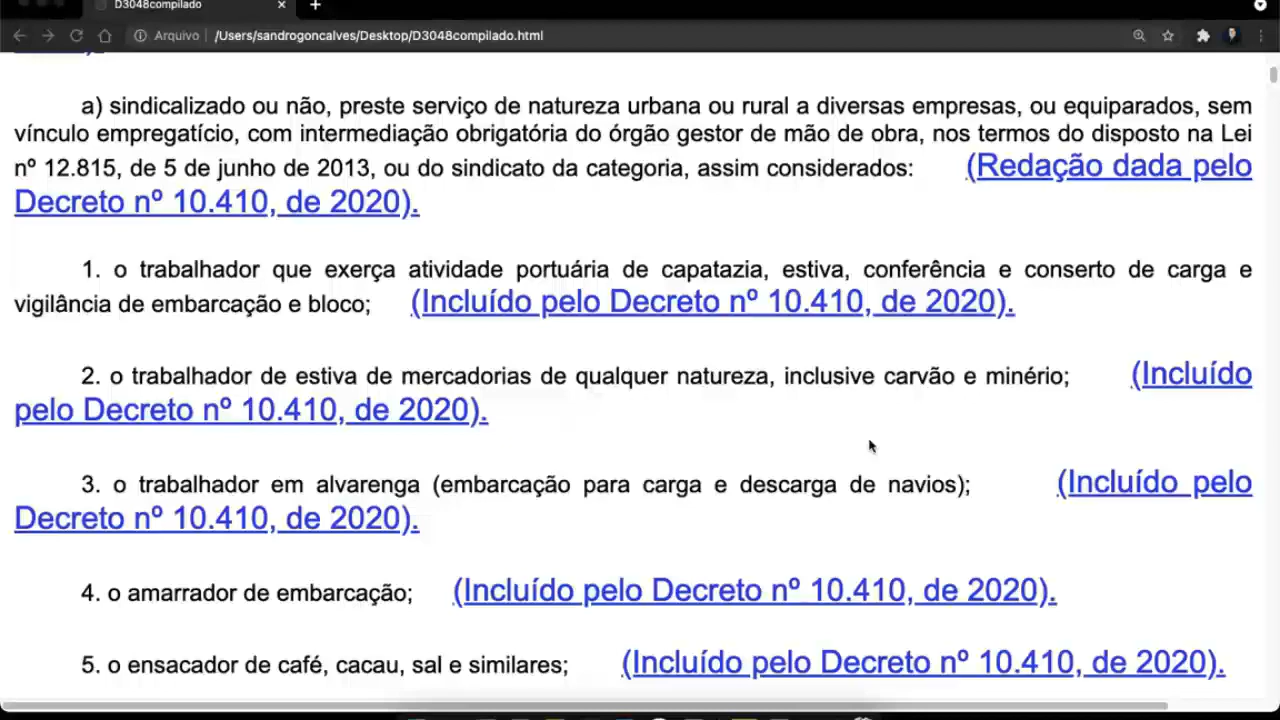 D3048compilado
Arquivo /Users/sandrogoncalves/Desktop/D3048compilado.html
a) sindicalizado ou não, preste serviço de natureza urbana ou rural a diversas empresas, ou equiparados, sem
vínculo empregatício, com intermediação obrigatória do órgão gestor de mão de obra, nos termos do disposto na Lei
nº 12.815, de 5 de junho de 2013, ou do sindicato da categoria, assim considerados: (Redação dada pelo
Decreto nº 10.410, de 2020).
1. o trabalhador que exerça atividade portuária de capatazia, estiva, conferência e conserto de carga e
vigilância de embarcação e bloco; (Incluído pelo Decreto nº 10.410, de 2020).
2. o trabalhador de estiva de mercadorias de qualquer natureza, inclusive carvão e minério; (Incluído
pelo Decreto nº 10.410, de 2020).
3. o trabalhador em alvarenga (embarcação para carga e descarga de navios); (Incluído pelo
Decreto nº 10.410, de 2020).
4. o amarrador de embarcação; (Incluído pelo Decreto nº 10.410, de 2020).
5. o ensacador de café, cacau, sal e similares; (Incluído pelo Decreto nº 10.410, de 2020).